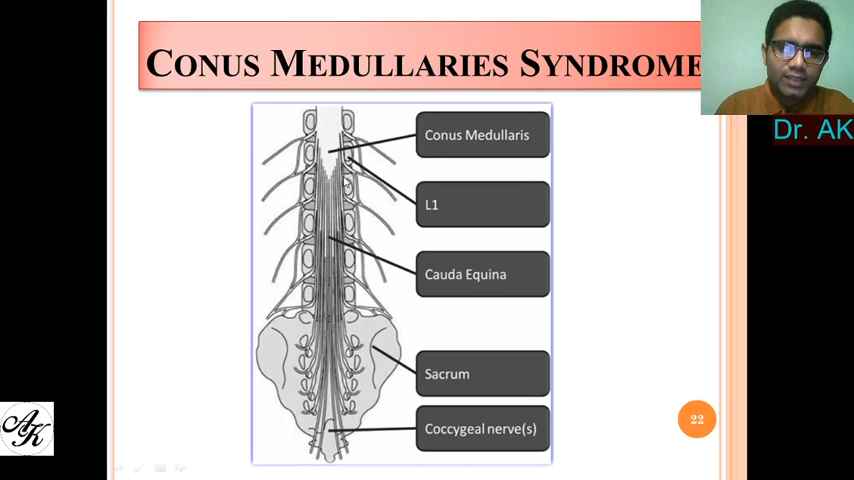 CONUS MEDULLARIES SYNDROME
Dr. AK
Conus Medullaris
L1
Cauda Equina
Sacrum
Coccygeal nerve(s)
22
AK